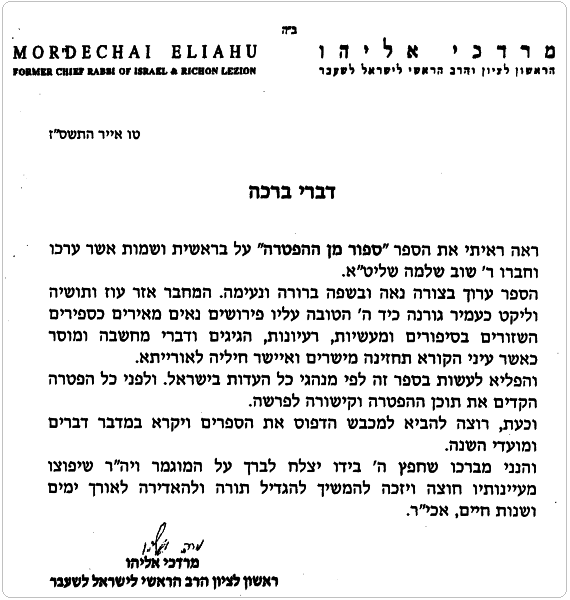 ב"ה
MORDECHAI ELIAHU
מרדכי אליהו
FORMER CHIEF RABBI OF ISRAEL & RICHON LEZION
הראשון לציון והרב הראשי לישראל לשעבר
טו אייר התשס"ז
דברי ברכה
ראה ראיתי את הספר "ספור מן ההפטרה" על בראשית ושמות אשר ערכו
וחברו ר' שוב שלמה שליט"א.
הספר ערוך בצורה נאה ובשפה ברורה ונעימה. המחבר אזר עוז ותושיה
וליקט כעמיר גורנה כיד ה' הטובה עליו פירושים נאים מאירים כספירים
השזורים בסיפורים ומעשיות, רעיונות, הגיגים ודברי מחשבה ומוסר
כאשר עיני הקורא תחזינה מישרים ואיישר חיליה לאורייתא.
והפליא לעשות בספר זה לפי מנהגי כל העדות בישראל. ולפני כל הפטרה
הקדים את תוכן ההפטרה וקישורה לפרשה.
וכעת, רוצה להביא למכבש הדפוס את הספרים ויקרא במדבר דברים
ומועדי השנה.
והנני מברכו שחפץ ה' בידו יצלח לברך על המוגמר ויה"ר שיפוצו
מעיינותיו חוצה ויזכה להמשיך להגדיל תורה ולהאדירה לאורך ימים
ושנות חיים, אכי"ר.
מרדכי אליהו
ראשון לציון הרב הראשי לישראל לשעבר